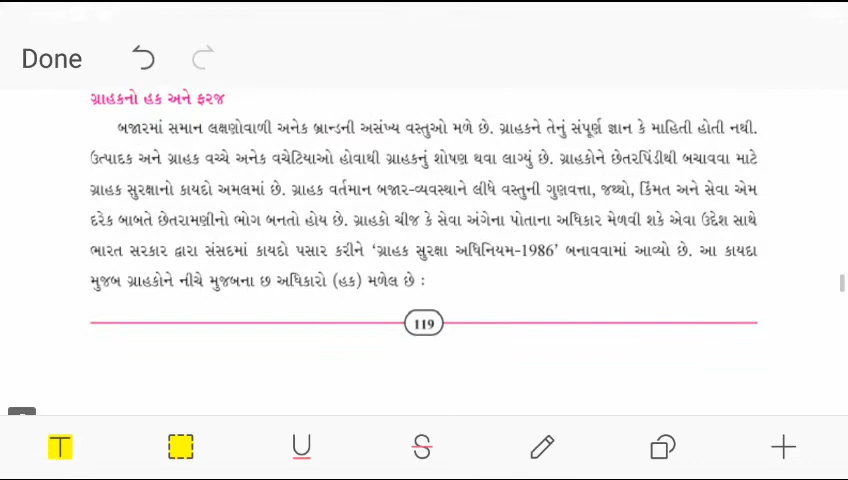 Done
ગ્રાહકનો હક અને ફરજ
બજારમાં સમાન લક્ષણોવાળી અનેક બ્રાન્ડની અસંખ્ય વસ્તુઓ મળે છે. ગ્રાહકને તેનું સંપૂર્ણ જ્ઞાન કે માહિતી હોતી નથી.
ઉત્પાદક અને ગ્રાહક વચ્ચે અનેક વચેટિયાઓ હોવાથી ગ્રાહકનું શોષણ થવા લાગ્યું છે. ગ્રાહકોને છેતરપિંડીથી બચાવવા માટે
ગ્રાહક સુરક્ષાનો કાયદો અમલમાં છે. ગ્રાહક વર્તમાન બજાર-વ્યવસ્થાને લીધે વસ્તુની ગુણવત્તા, જથ્થો, કિંમત અને સેવા એમ
દરેક બાબતે છેતરામણીનો ભોગ બનતો હોય છે. ગ્રાહકો ચીજ કે સેવા અંગેના પોતાના અધિકાર મેળવી શકે એવા ઉદેશ સાથે
ભારત સરકાર દ્વારા સંસદમાં કાયદો પસાર કરીને ‘ગ્રાહક સુરક્ષા અધિનિયમ-1986’ બનાવવામાં આવ્યો છે. આ કાયદા
મુજબ ગ્રાહકોને નીચે મુજબના છ અધિકારો (હક) મળેલ છે :
119
T
U
S